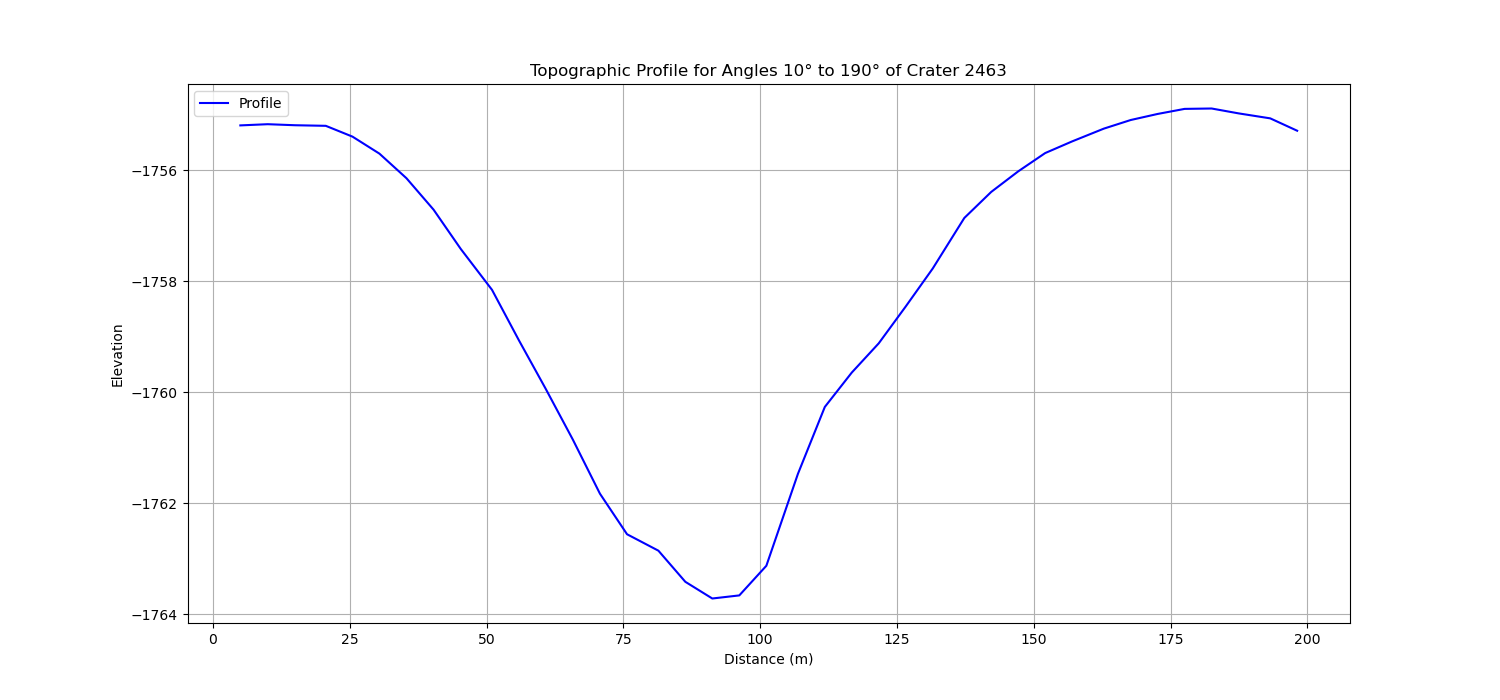 Topographic Profile for Angles 10° to 190° of Crater 2463
Profile
−1756
−1758
−1760
−1762
−1764
Elevation
0 25 50 75 100 125 150 175 200
Distance (m)